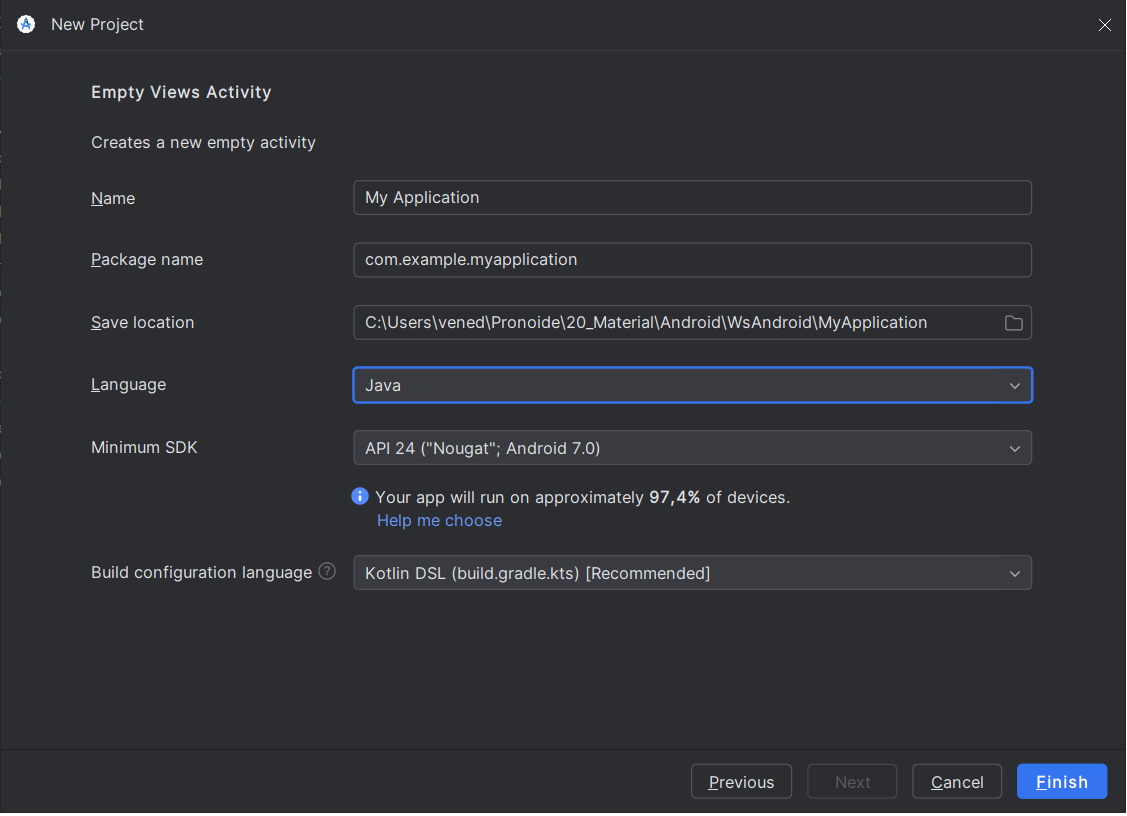 New Project
Empty Views Activity
Creates a new empty activity
Name
My Application
Package name
com.example.myapplication
Save location
C:\Users\vened\Pronoide\20_Material\Android\WsAndroid\MyApplication
Language
Java
Minimum SDK
API 24 ("Nougat"; Android 7.0)
Your app will run on approximately 97,4% of devices.
Help me choose
Build configuration language ?
Kotlin DSL (build.gradle.kts) [Recommended]
Previous
Next
Cancel
Finish